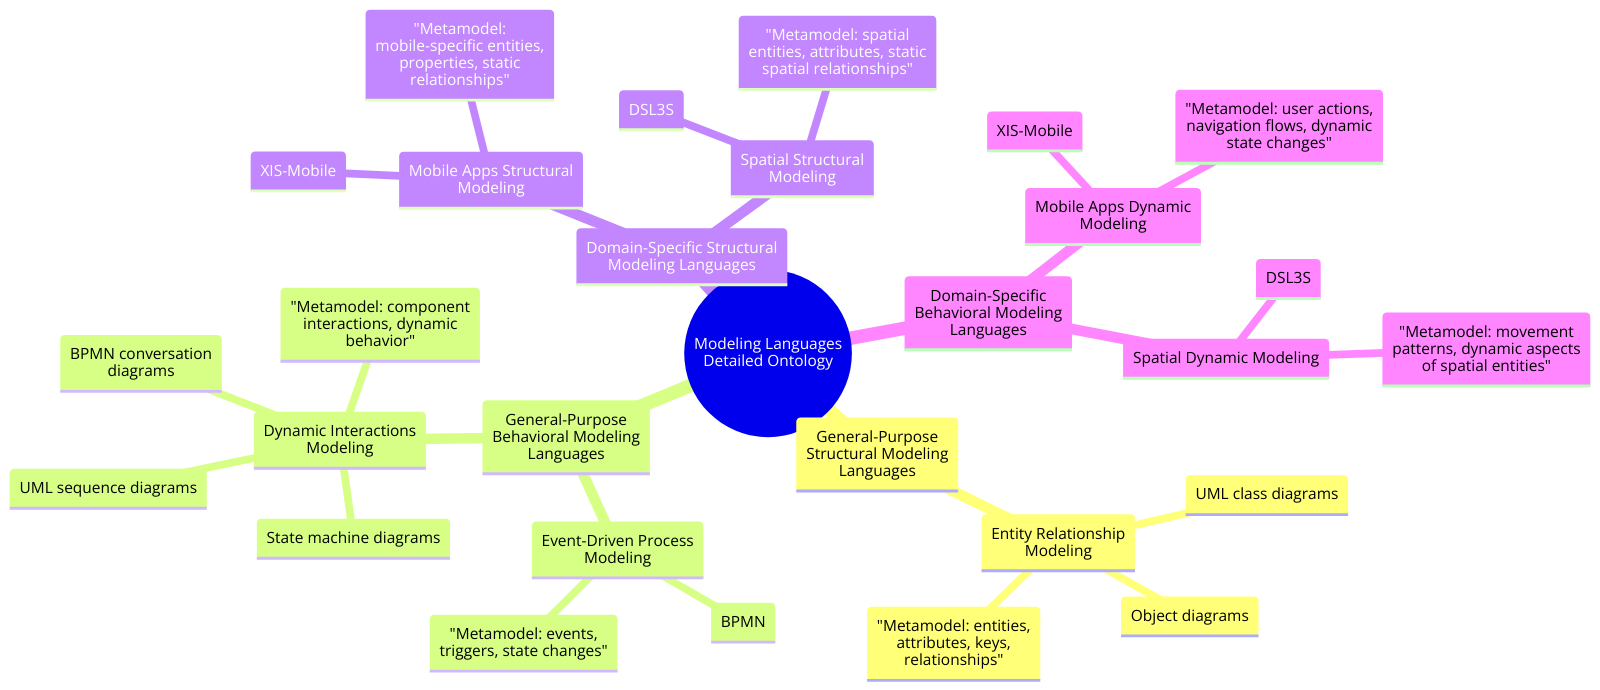 Modeling Languages
Detailed Ontology
Domain-Specific Structural
Modeling Languages
Mobile Apps Structural
Modeling
XIS-Mobile
"Metamodel:
mobile-specific entities,
properties, static
relationships"
Spatial Structural
Modeling
DSL3S
"Metamodel: spatial
entities, attributes, static
spatial relationships"
Domain-Specific
Behavioral Modeling
Languages
Mobile Apps Dynamic
Modeling
XIS-Mobile
"Metamodel: user actions,
navigation flows, dynamic
state changes"
Spatial Dynamic Modeling
DSL3S
"Metamodel: movement
patterns, dynamic aspects
of spatial entities"
General-Purpose
Behavioral Modeling
Languages
Dynamic Interactions
Modeling
"Metamodel: component
interactions, dynamic
behavior"
BPMN conversation
diagrams
UML sequence diagrams
State machine diagrams
Event-Driven Process
Modeling
"Metamodel: events,
triggers, state changes"
BPMN
General-Purpose
Structural Modeling
Languages
Entity Relationship
Modeling
UML class diagrams
Object diagrams
"Metamodel: entities,
attributes, keys,
relationships"